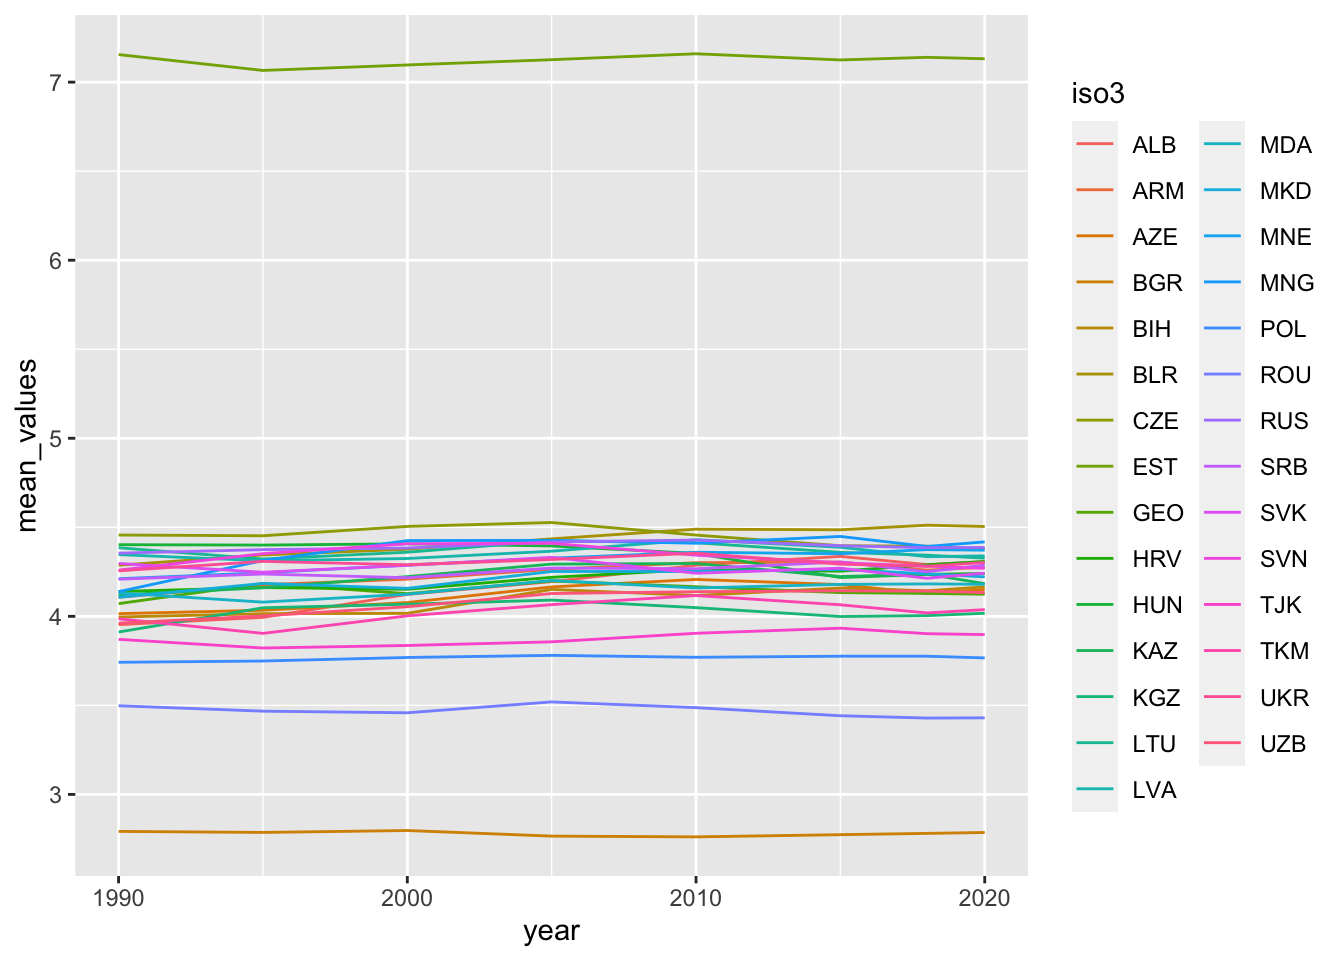 7
6
5
4
3
mean_values
1990
2000
2010
2020
year
iso3
ALB
ARM
AZE
BGR
BIH
BLR
CZE
EST
GEO
HRV
HUN
KAZ
KGZ
LTU
LVA
MDA
MKD
MNE
MNG
POL
ROU
RUS
SRB
SVK
SVN
TJK
TKM
UKR
UZB